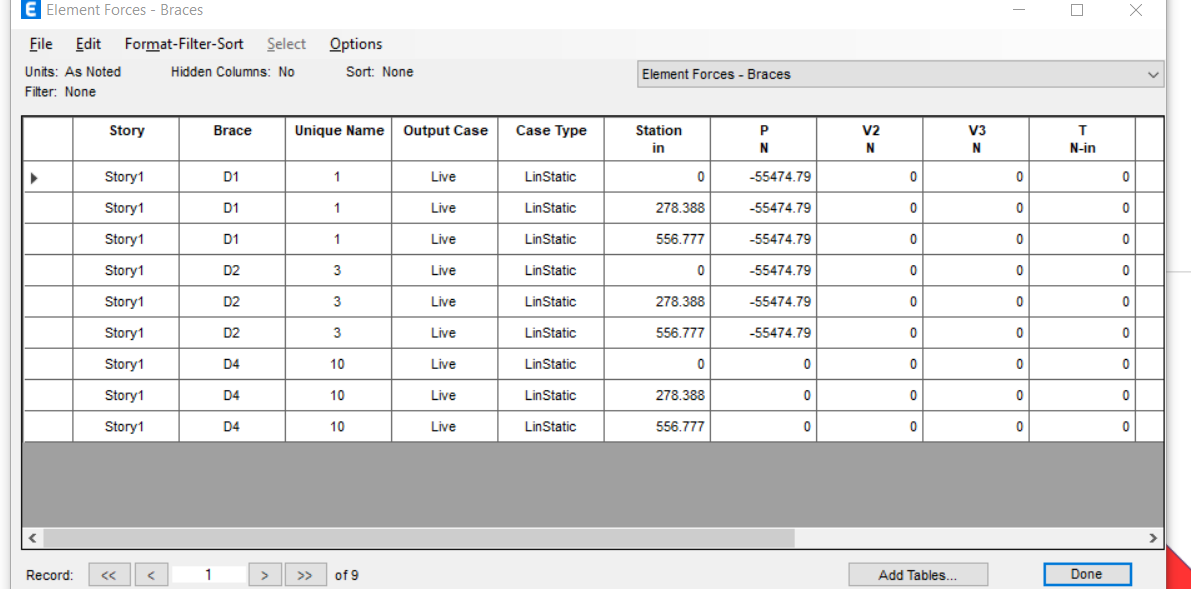 E Element Forces - Braces
File Edit Format-Filter-Sort Select Options
Units: As Noted Hidden Columns: No Sort: None Element Forces - Braces
Filter: None
Story Brace Unique Name Output Case Case Type Station in P N V2 N V3 N T N-in
Story1 D1 1 Live LinStatic 0 -55474.79 0 0 0
Story1 D1 1 Live LinStatic 278.388 -55474.79 0 0 0
Story1 D1 1 Live LinStatic 556.777 -55474.79 0 0 0
Story1 D2 3 Live LinStatic 0 -55474.79 0 0 0
Story1 D2 3 Live LinStatic 278.388 -55474.79 0 0 0
Story1 D2 3 Live LinStatic 556.777 -55474.79 0 0 0
Story1 D4 10 Live LinStatic 0 0 0 0 0
Story1 D4 10 Live LinStatic 278.388 0 0 0 0
Story1 D4 10 Live LinStatic 556.777 0 0 0 0
Record: << < 1 > >> of 9 Add Tables... Done